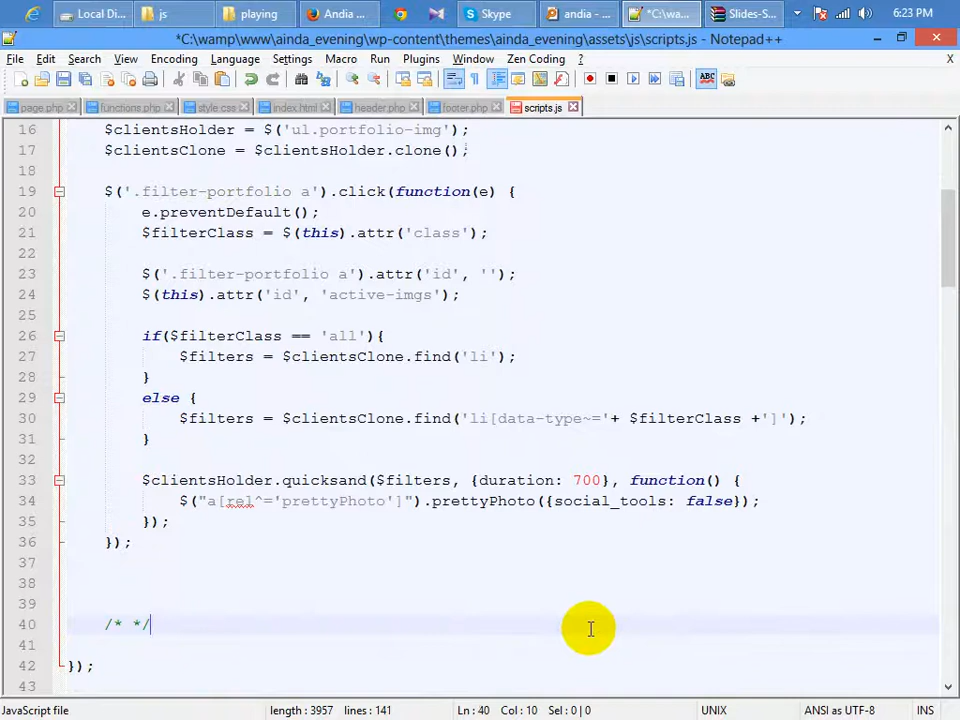 Local Di...
js
playing
Andia ...
Skype
andia - ...
*C:\wa...
Slides-S...
6:23 PM
*C:\wamp\www\ainda_evening\wp-content\themes\ainda_evening\assets\js\scripts.js - Notepad++
File Edit Search View Encoding Language Settings Macro Run Plugins Window Zen Coding ? X
page.php functions.php style.css index.html header.php footer.php scripts.js
16 $clientsHolder = $('ul.portfolio-img');
17 $clientsClone = $clientsHolder.clone();
18
19 $('.filter-portfolio a').click(function(e) {
20 e.preventDefault();
21 $filterClass = $(this).attr('class');
22
23 $('.filter-portfolio a').attr('id', '');
24 $(this).attr('id', 'active-imgs');
25
26 if($filterClass == 'all'){
27 $filters = $clientsClone.find('li');
28 }
29 else {
30 $filters = $clientsClone.find('li[data-type~='+ $filterClass +']');
31 }
32
33 $clientsHolder.quicksand($filters, {duration: 700}, function() {
34 $("a[rel^='prettyPhoto']").prettyPhoto({social_tools: false});
35 });
36 });
37
38
39
40 /* */
41
42 });
43
JavaScript file length : 3957 lines : 141 Ln : 40 Col : 10 Sel : 0 | 0 UNIX ANSI as UTF-8 INS